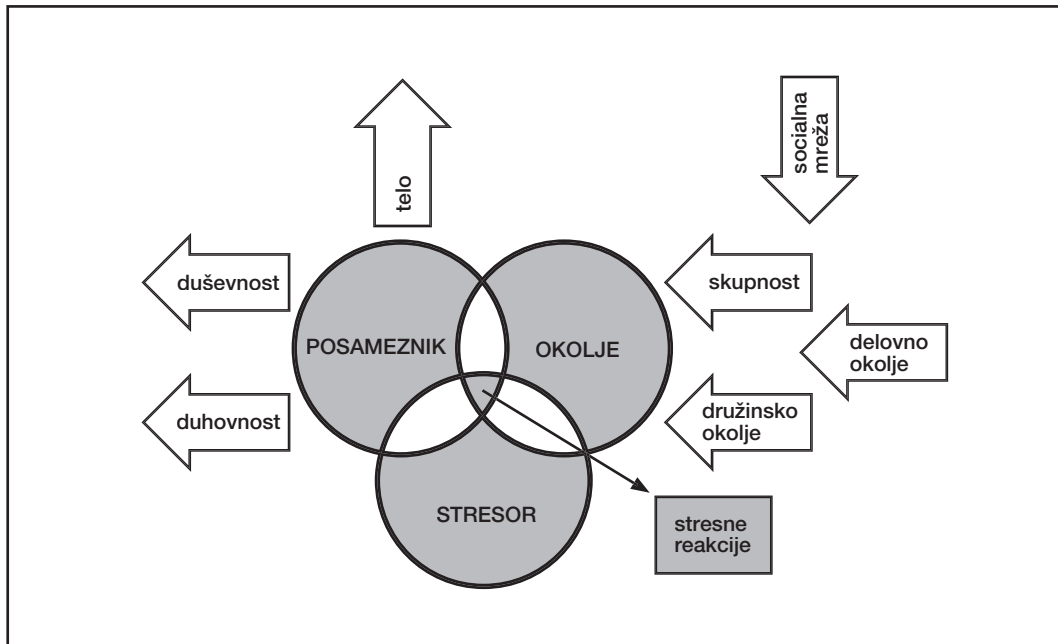 socialna
mreža
telo
duševnost
skupnost
POSAMEZNIK
OKOLJE
delovno
okolje
duhovnost
družinsko
okolje
STRESOR
stresne
reakcije